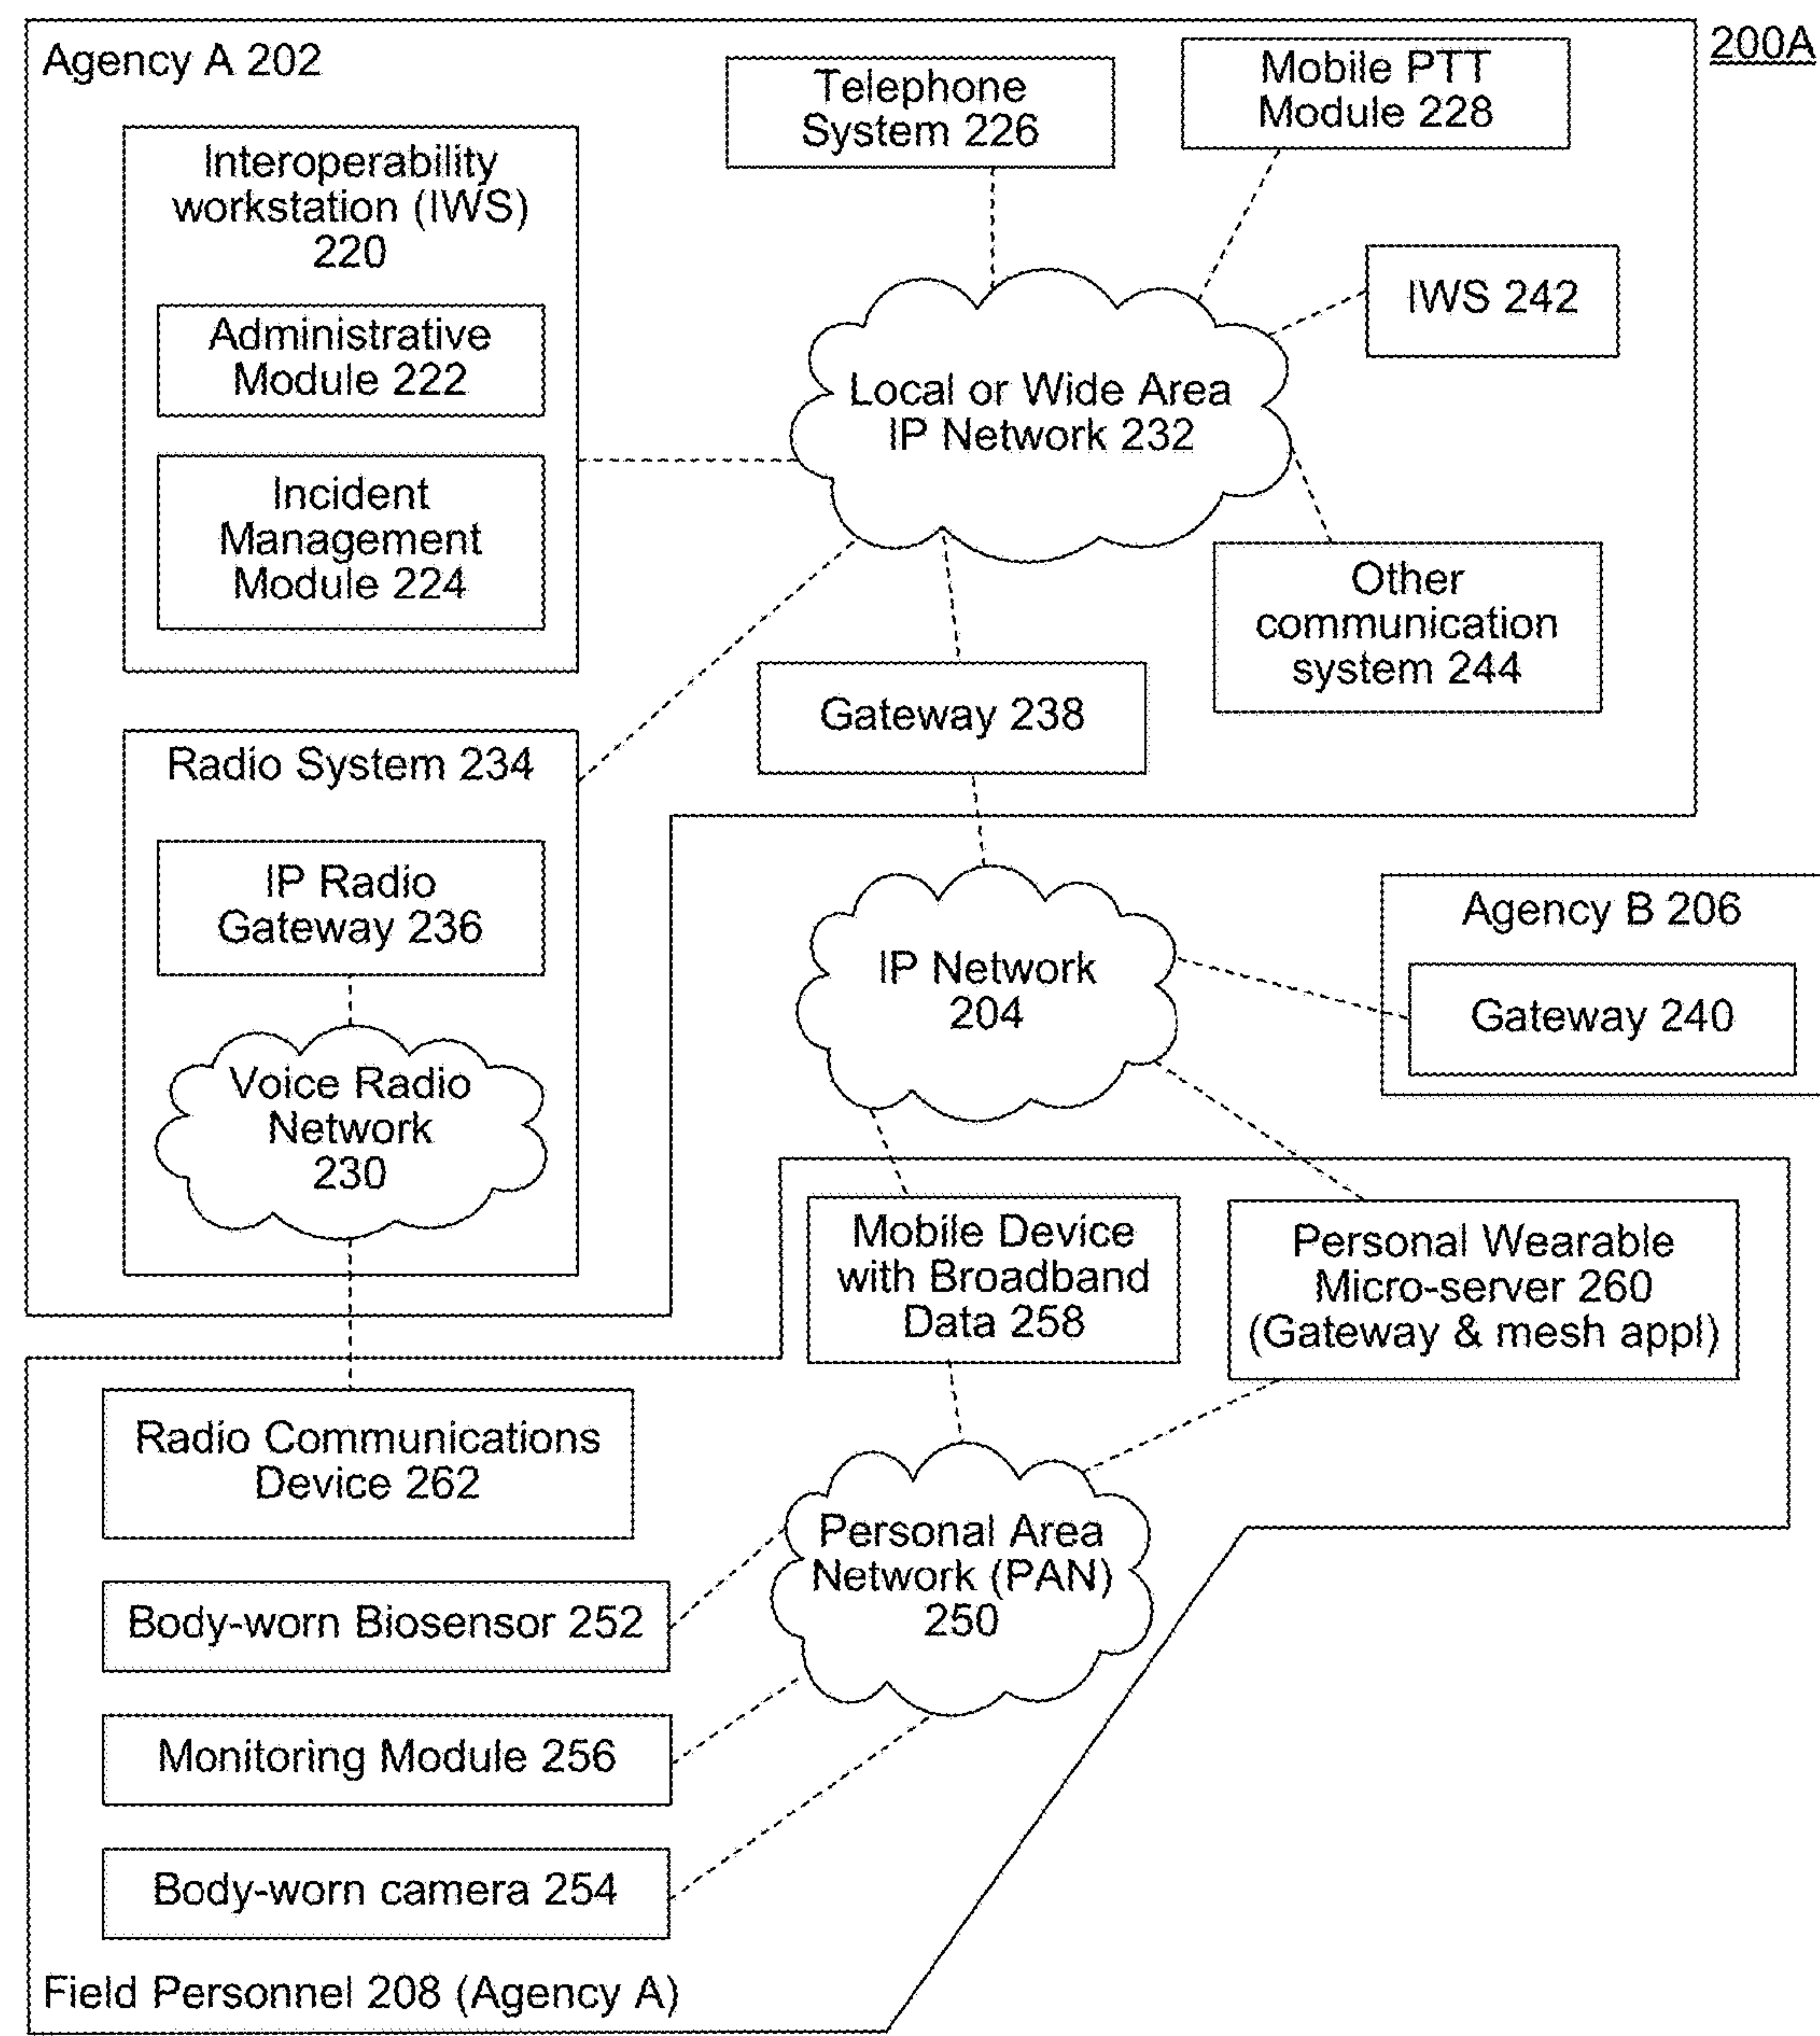 200A
Agency A 202
Telephone
System 226
Mobile PTT
Module 228
Interoperability
workstation (IWS)
220
Administrative
Module 222
Incident
Management
Module 224
IWS 242
Local or Wide Area
IP Network 232
Other
communication
system 244
Gateway 238
Radio System 234
IP Radio
Gateway 236
Voice Radio
Network
230
IP Network
204
Agency B 206
Gateway 240
Mobile Device
with Broadband
Data 258
Personal Wearable
Micro-server 260
(Gateway & mesh appl)
Radio Communications
Device 262
Personal Area
Network (PAN)
250
Body-worn Biosensor 252
Monitoring Module 256
Body-worn camera 254
Field Personnel 208 (Agency A)